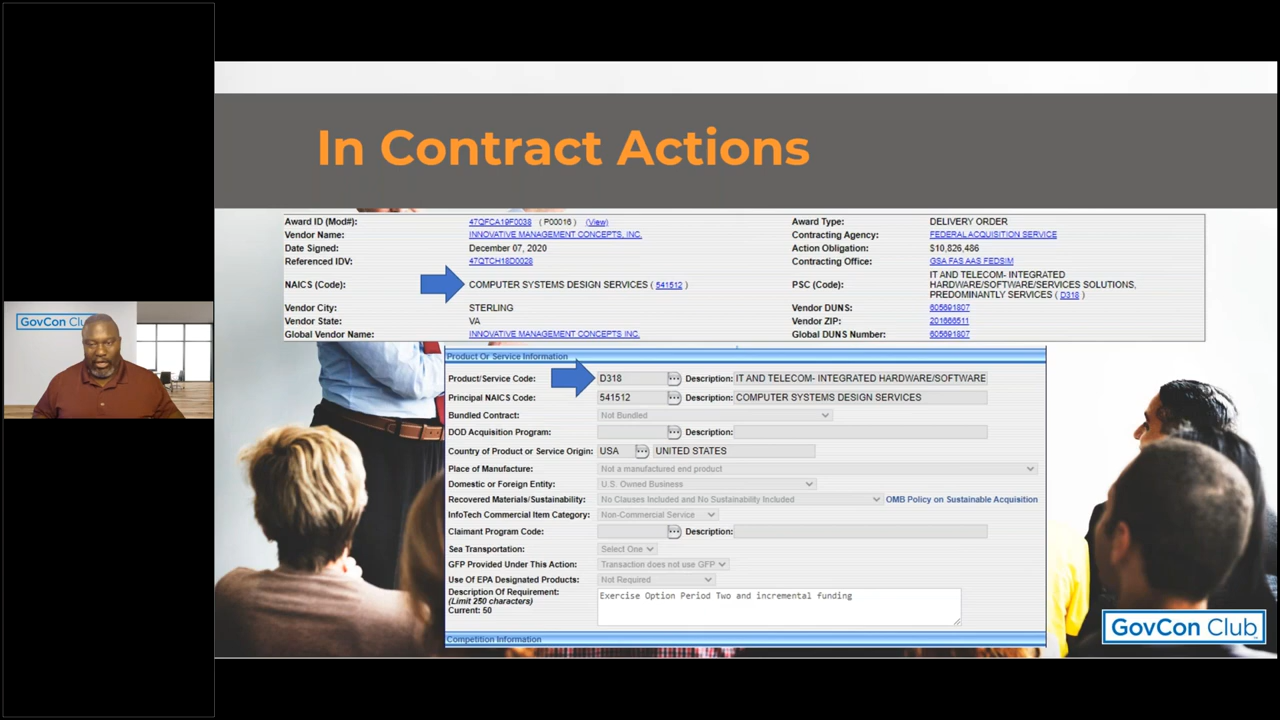 In Contract Actions
Award ID (Mod#): 47QFCA19F0038 ( P00016 ) (View) Award Type: DELIVERY ORDER
Vendor Name: INNOVATIVE MANAGEMENT CONCEPTS, INC. Contracting Agency: FEDERAL ACQUISITION SERVICE
Date Signed: December 07, 2020 Action Obligation: $10,826,486
Referenced IDV: 47QTCH18D0028 Contracting Office: GSA FAS AAS FEDSIM
NAICS (Code): COMPUTER SYSTEMS DESIGN SERVICES ( 541512 ) PSC (Code): IT AND TELECOM- INTEGRATED
HARDWARE/SOFTWARE/SERVICES SOLUTIONS,
PREDOMINANTLY SERVICES ( D318 )
Vendor City: STERLING Vendor DUNS: 605691807
Vendor State: VA Vendor ZIP: 201666511
Global Vendor Name: INNOVATIVE MANAGEMENT CONCEPTS INC. Global DUNS Number: 605691807
Product Or Service Information
Product/Service Code: D318 Description: IT AND TELECOM- INTEGRATED HARDWARE/SOFTWARE
Principal NAICS Code: 541512 Description: COMPUTER SYSTEMS DESIGN SERVICES
Bundled Contract: Not Bundled
DOD Acquisition Program: Description:
Country of Product or Service Origin: USA UNITED STATES
Place of Manufacture: Not a manufactured end product
Domestic or Foreign Entity: U.S. Owned Business
Recovered Materials/Sustainability: No Clauses Included and No Sustainability Included OMB Policy on Sustainable Acquisition
InfoTech Commercial Item Category: Non-Commercial Service
Claimant Program Code: Description:
Sea Transportation: Select One
GFP Provided Under This Action: Transaction does not use GFP
Use Of EPA Designated Products: Not Required
Description Of Requirement: Exercise Option Period Two and incremental funding
(Limit 250 characters)
Current: 50
Competition Information
GovCon Club
GovCon Clu